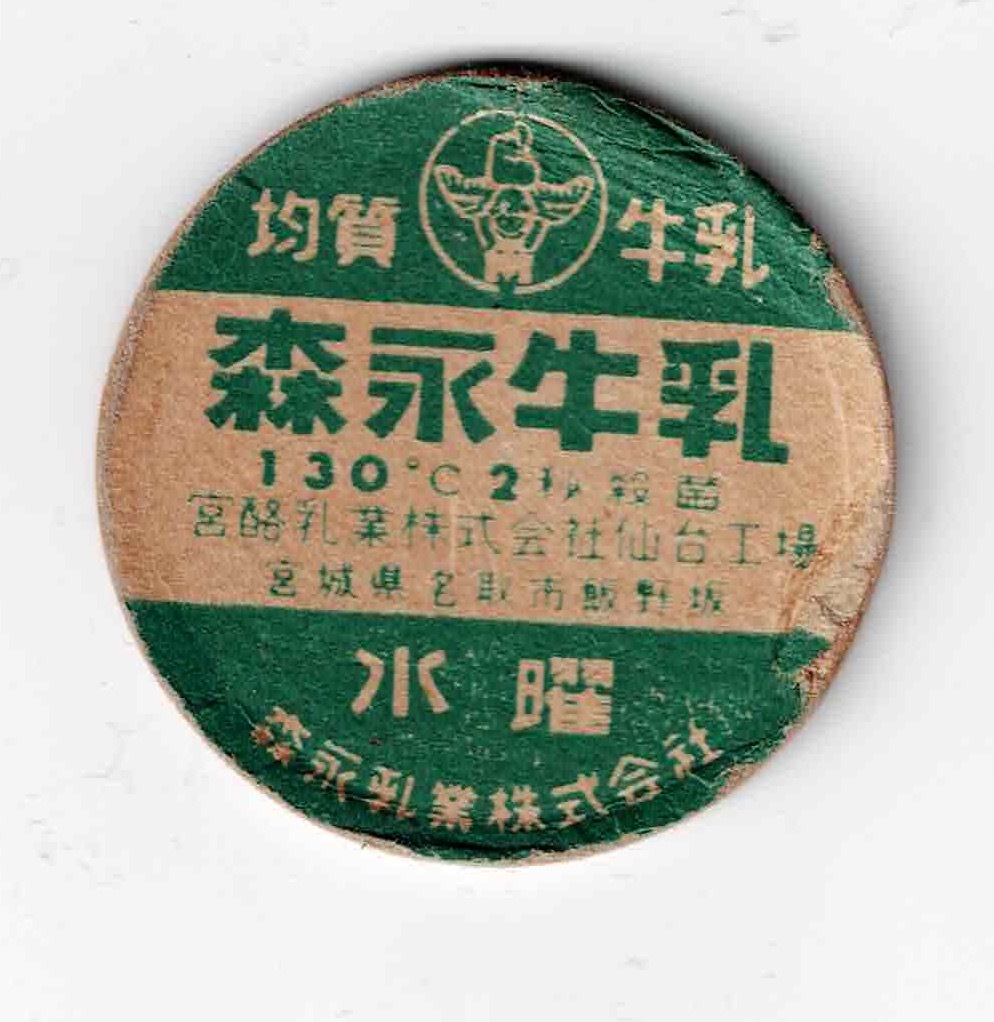 均質 牛乳
森永牛乳
130°C2秒殺菌
宮酪乳業株式会社仙台工場
宮城県名取市飯野坂
水曜
森永乳業株式会社